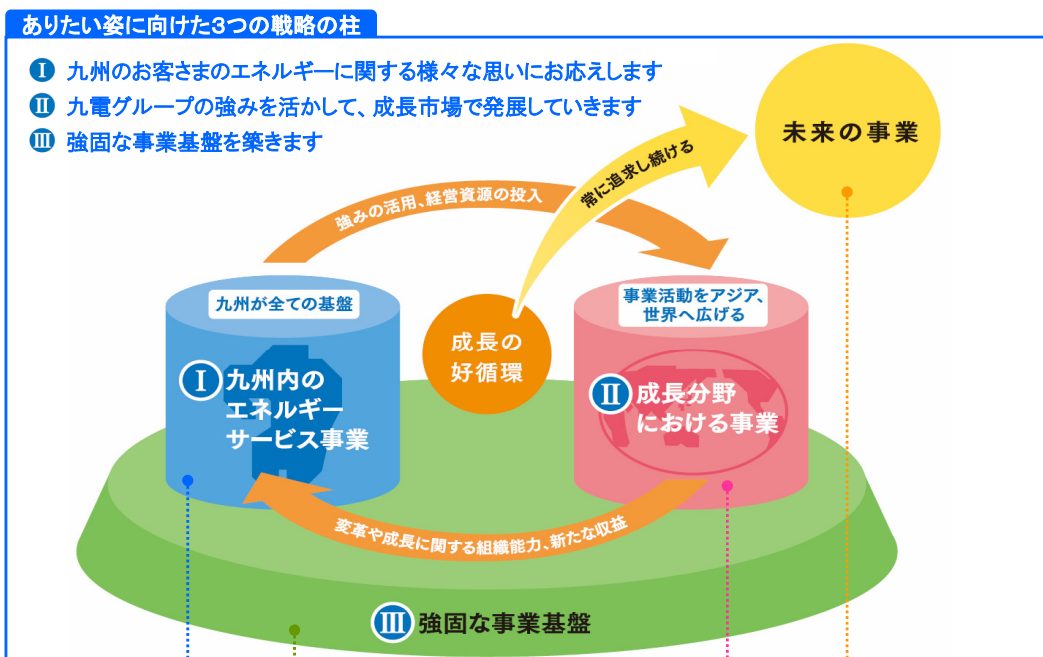 ありたい姿に向けた3つの戦略の柱
Ⅰ 九州のお客さまのエネルギーに関する様々な思いにお応えします
Ⅱ 九電グループの強みを活かして、成長市場で発展していきます
Ⅲ 強固な事業基盤を築きます
未来の事業
常に追求し続ける
強みの活用、経営資源の投入
九州が全ての基盤
事業活動をアジア、
世界へ広げる
成長の
好循環
Ⅰ 九州内の
エネルギー
サービス事業
Ⅱ 成長分野
における事業
変革や成長に関する組織能力、新たな収益
Ⅲ 強固な事業基盤